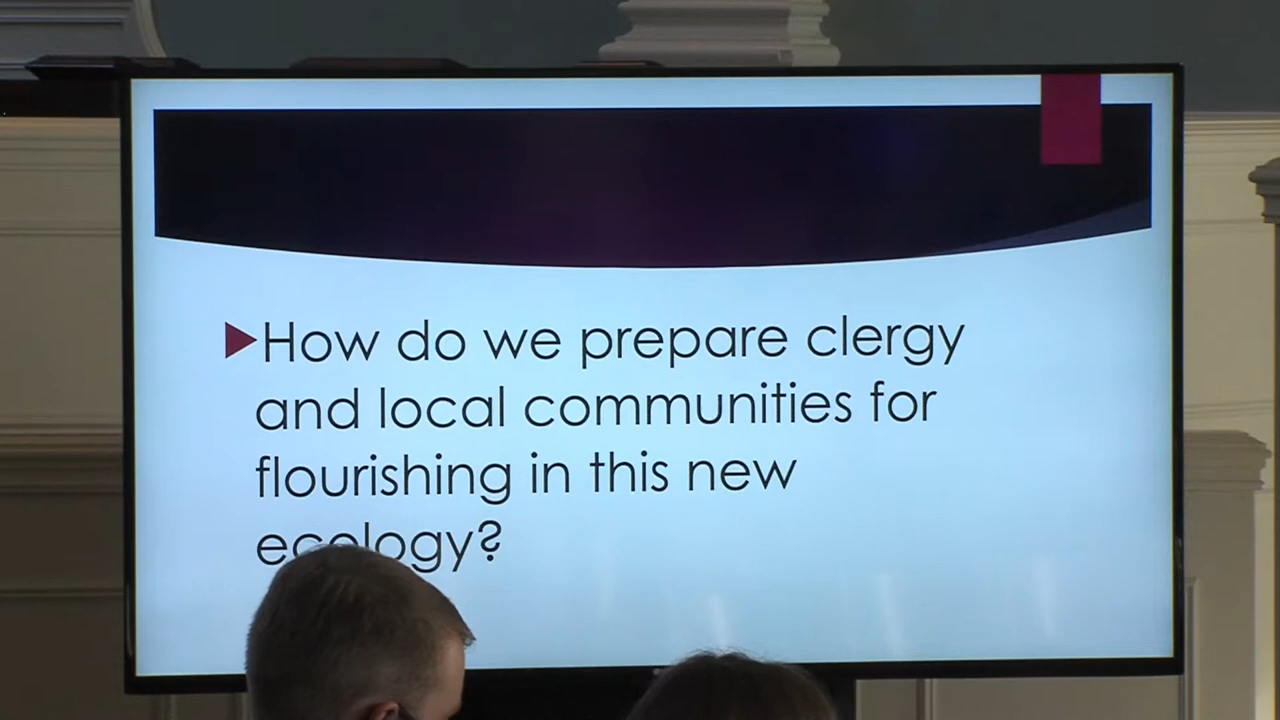 How do we prepare clergy
and local communities for
flourishing in this new
ecology?